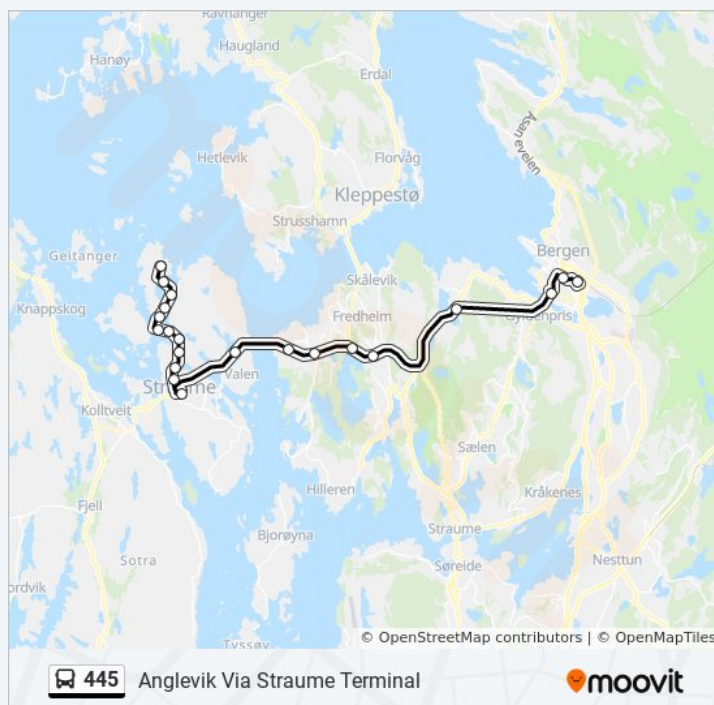 Ravnanger
Hanøy
Haugland
Erdal
Hetlevik
Florvåg
Åsamyrvegen
Kleppestø
Strusshamn
Bergen
Geitanger
Skålevik
Knappskog
Fredheim
Gyldenpris
Valen
Straume
Kolltveit
Sælen
Hilleren
Kråkenes
Fjell
Straume
Bjorøyna
Sotra
Nesttun
Søreide
ordvik
Tyssøy
© OpenStreetMap contributors | © OpenMapTiles
445 Anglevik Via Straume Terminal
moovit